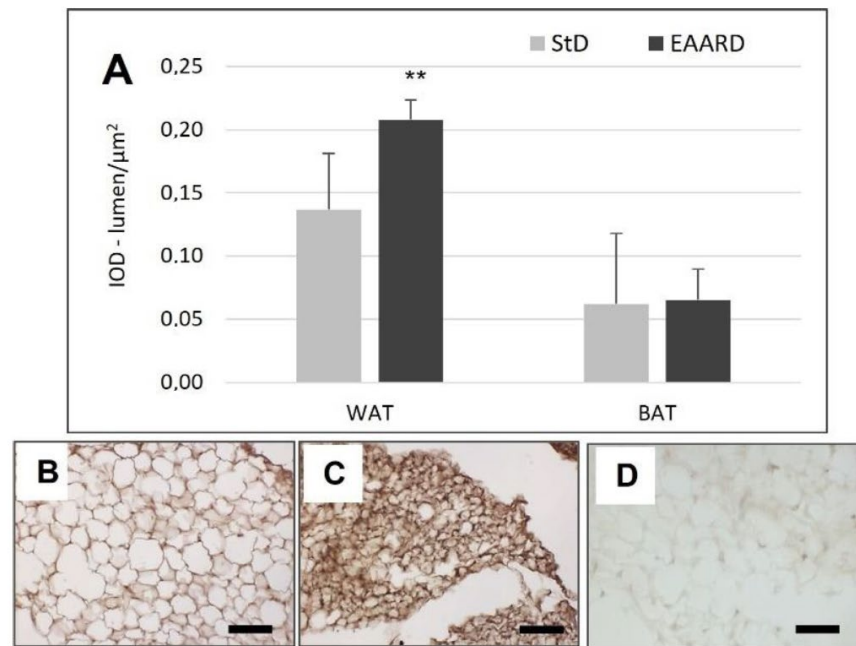 StD EAARD
A
0,25
**
0,20
0,15
0,10
0,05
0,00
IOD - lumen/µm²
WAT BAT
B C D